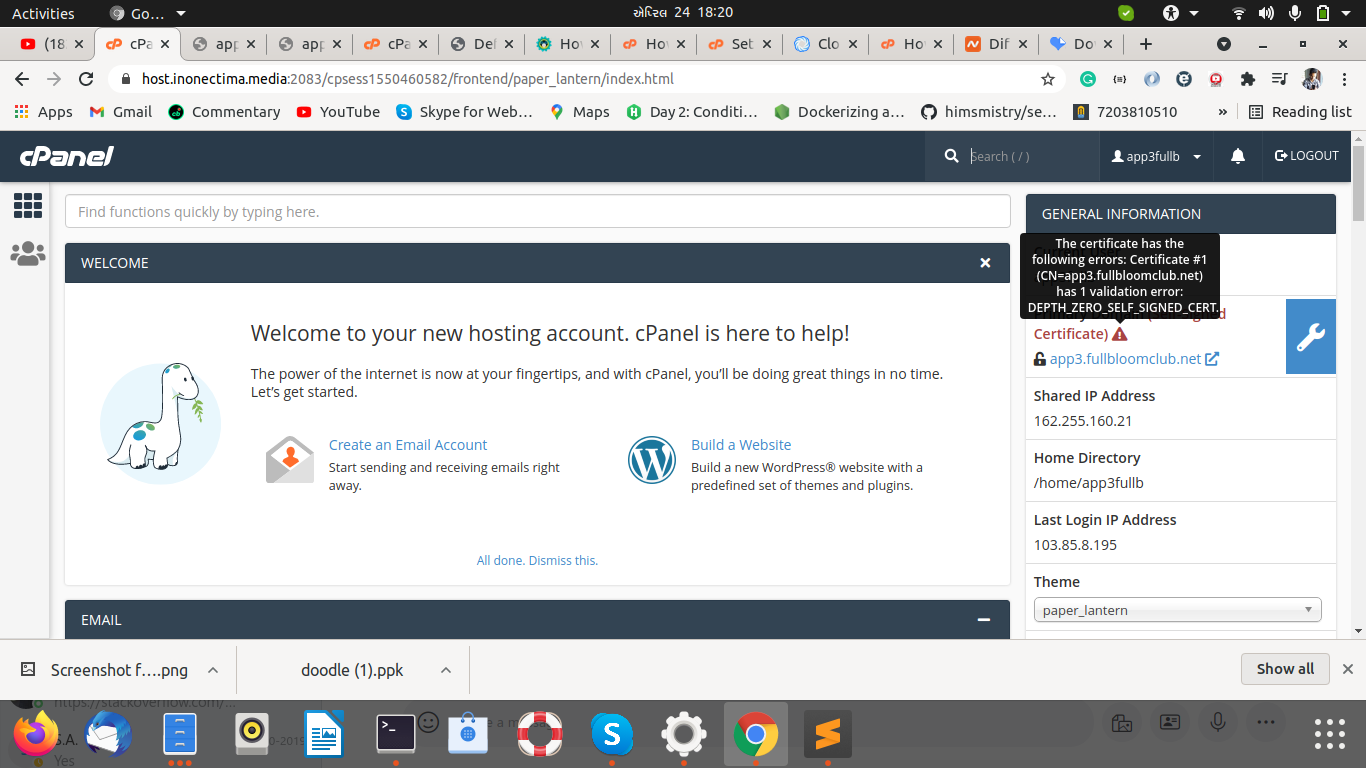 Activities
Go…
એપ્રિલ 24 18:20
(18
cPa
app
app
cPa
Def
Hov
Hov
Set
Clo
Hov
Dif
Dov
host.inonectima.media:2083/cpsess1550460582/frontend/paper_lantern/index.html
Apps
Gmail
Commentary
YouTube
Skype for Web…
Maps
Day 2: Conditi…
Dockerizing a…
himsmistry/se…
7203810510
»
Reading list
cPanel
Search ( / )
app3fullb
LOGOUT
Find functions quickly by typing here.
GENERAL INFORMATION
The certificate has the
following errors: Certificate #1
(CN=app3.fullbloomclub.net)
has 1 validation error:
DEPTH_ZERO_SELF_SIGNED_CERT.
WELCOME
Certificate)
app3.fullbloomclub.net
Welcome to your new hosting account. cPanel is here to help!
The power of the internet is now at your fingertips, and with cPanel, you’ll be doing great things in no time.
Let’s get started.
Create an Email Account
Start sending and receiving emails right
away.
Build a Website
Build a new WordPress® website with a
predefined set of themes and plugins.
All done. Dismiss this.
Shared IP Address
162.255.160.21
Home Directory
/home/app3fullb
Last Login IP Address
103.85.8.195
Theme
paper_lantern
EMAIL
Screenshot f….png
doodle (1).ppk
Show all
https://stackoverflow.com/…
S.A.
Yes